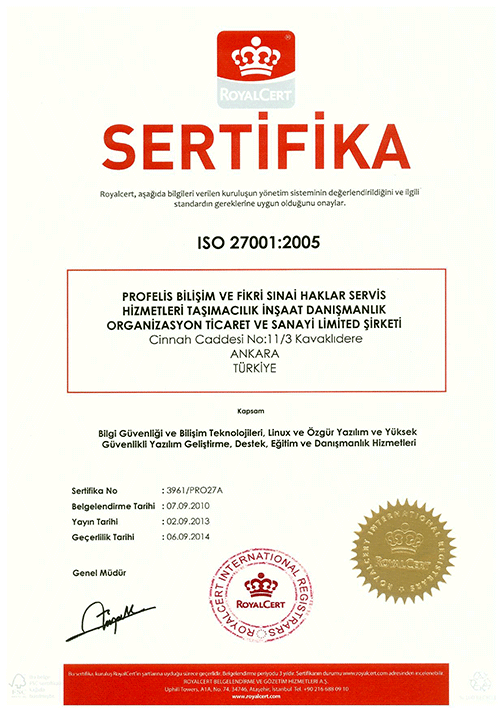 ROYALCERT
SERTİFİKA
Royalcert, aşağıda bilgileri verilen kuruluşun yönetim sisteminin değerlendirildiğini ve ilgili
standardın gereklerine uygun olduğunu onaylar.
ISO 27001:2005
PROFELIS BİLİŞİM VE FİKRİ SINAİ HAKLAR SERVİS
HİZMETLERİ TAŞIMACILIK İNŞAAT DANIŞMANLIK
ORGANİZASYON TİCARET VE SANAYİ LİMİTED ŞİRKETİ
Cinnah Caddesi No:11/3 Kavaklıdere
ANKARA
TÜRKİYE
Kapsam
Bilgi Güvenliği ve Bilişim Teknolojileri, Linux ve Özgür Yazılım ve Yüksek
Güvenlikli Yazılım Geliştirme, Destek, Eğitim ve Danışmanlık Hizmetleri
Sertifika No : 3961/PRO27A
Belgelendirme Tarihi : 07.09.2010
Yayın Tarihi : 02.09.2013
Geçerlilik Tarihi : 06.09.2014
Genel Müdür
ROYALCERT INTERNATIONAL REGISTRARS
ROYALCERT
ROYALCERT INTERNATIONAL REGISTRARS
ROYALCERT
Bu sertifika, kuruluş RoyalCert'in şartlarına uyduğu sürece geçerlidir. Belgelendirme periyodu 3 yıldır. Sertifikanın durumu www.royalcert.com adresinden incelenebilir.
ROYALCERT BELGELENDİRME VE GÖZETİM HİZMETLERİ A.Ş.
Uphill Towers, A1A, No. 74, 34746, Ataşehir, İstanbul Tel. +90 216 688 09 10
www.royalcert.com
FSC